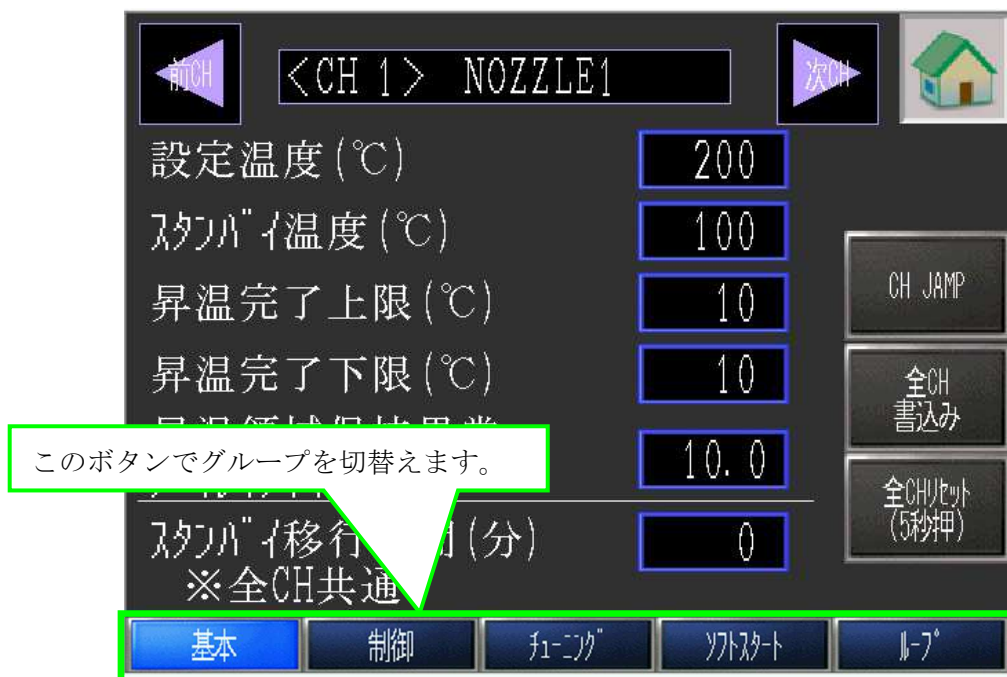 前CH
<CH 1> NOZZLE1
次CH
設定温度(℃)
200
ｽﾀﾝﾊﾞｲ温度(℃)
100
昇温完了上限(℃)
10
CH JAMP
昇温完了下限(℃)
10
全CH
書込み
このボタンでグループを切替えます。
10.0
全CHﾘｾｯﾄ
(5秒押)
ｽﾀﾝﾊﾞｲ移行
(分)
0
※全CH共通
基本
制御
ﾁｭｰﾆﾝｸﾞ
ｿﾌﾄｽﾀｰﾄ
ﾙｰﾌﾟ